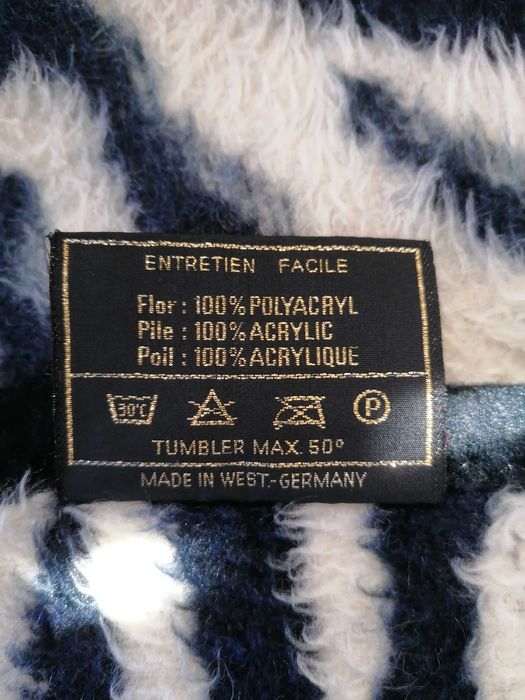 ENTRETIEN FACILE
Flor : 100% POLYACRYL
Pile : 100% ACRYLIC
Poil : 100% ACRYLIQUE
30°C P
TUMBLER MAX. 50°
MADE IN WEST.-GERMANY